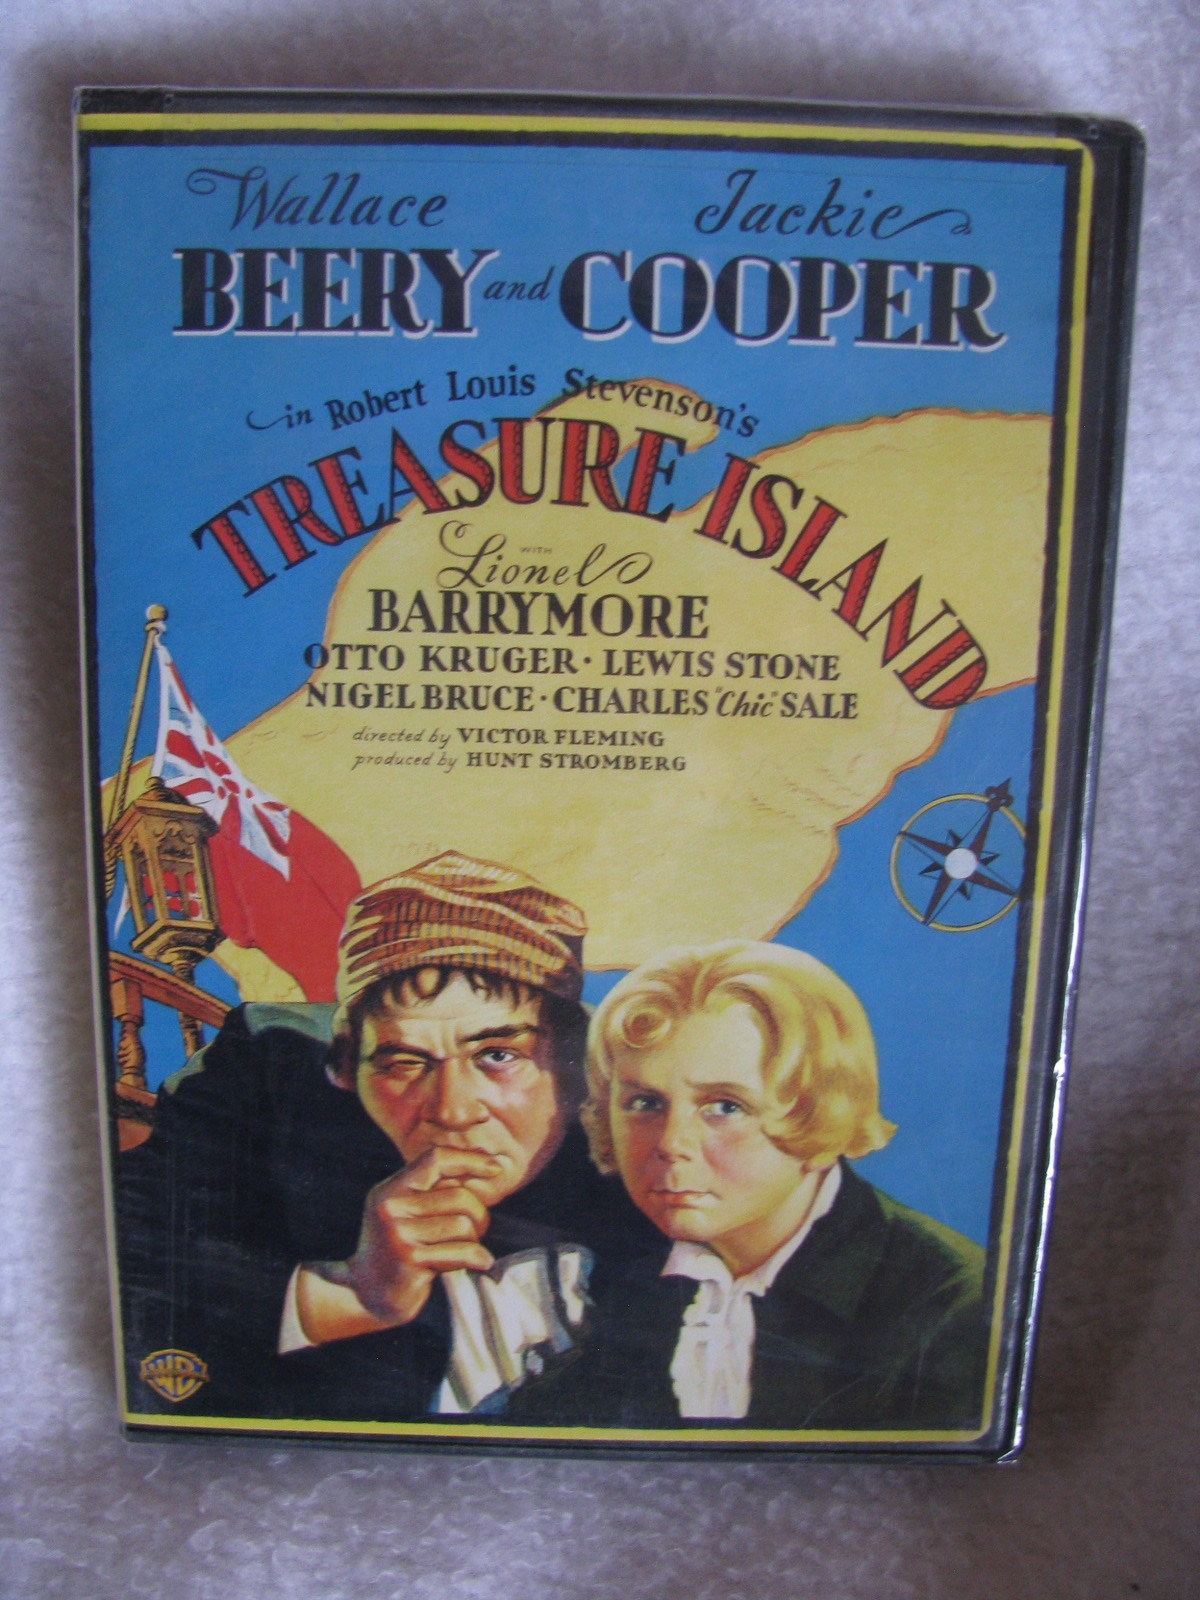 Wallace Jackie
BEERY and COOPER
in Robert Louis Stevenson's
TREASURE ISLAND
WITH
Lionel
BARRYMORE
OTTO KRUGER · LEWIS STONE
NIGEL BRUCE · CHARLES "Chic" SALE
directed by VICTOR FLEMING
produced by HUNT STROMBERG
WB